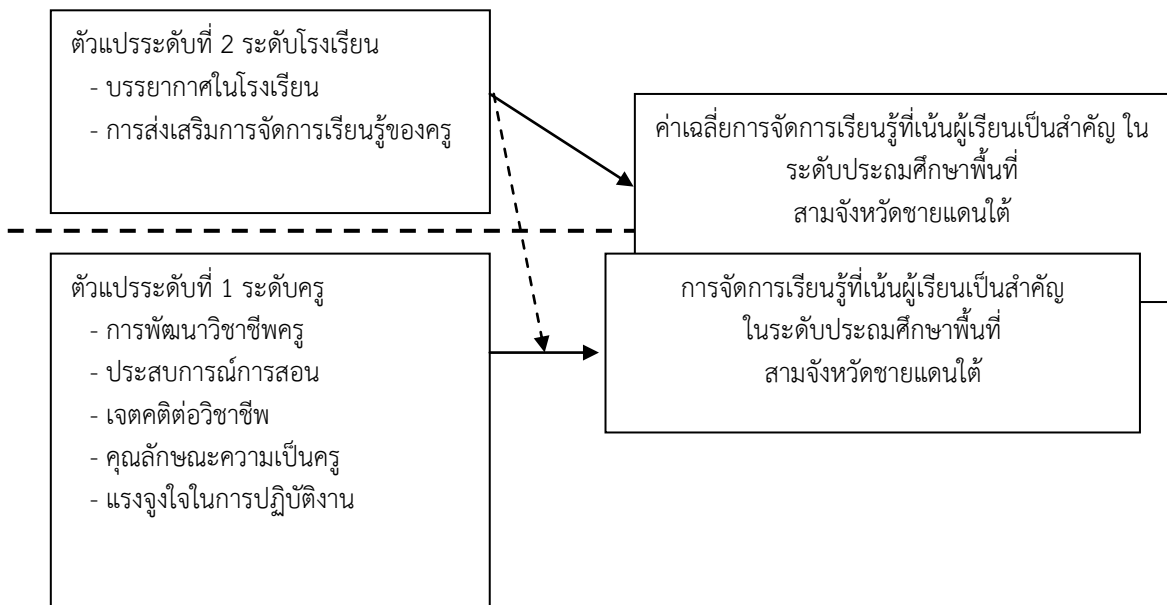 ตัวแปรระดับที่ 2 ระดับโรงเรียน
- บรรยากาศในโรงเรียน
- การส่งเสริมการจัดการเรียนรู้ของครู
ค่าเฉลี่ยการจัดการเรียนรู้ที่เน้นผู้เรียนเป็นสำคัญ ใน
ระดับประถมศึกษาพื้นที่
สามจังหวัดชายแดนใต้
ตัวแปรระดับที่ 1 ระดับครู
- การพัฒนาวิชาชีพครู
- ประสบการณ์การสอน
- เจตคติต่อวิชาชีพ
- คุณลักษณะความเป็นครู
- แรงจูงใจในการปฏิบัติงาน
การจัดการเรียนรู้ที่เน้นผู้เรียนเป็นสำคัญ
ในระดับประถมศึกษาพื้นที่
สามจังหวัดชายแดนใต้